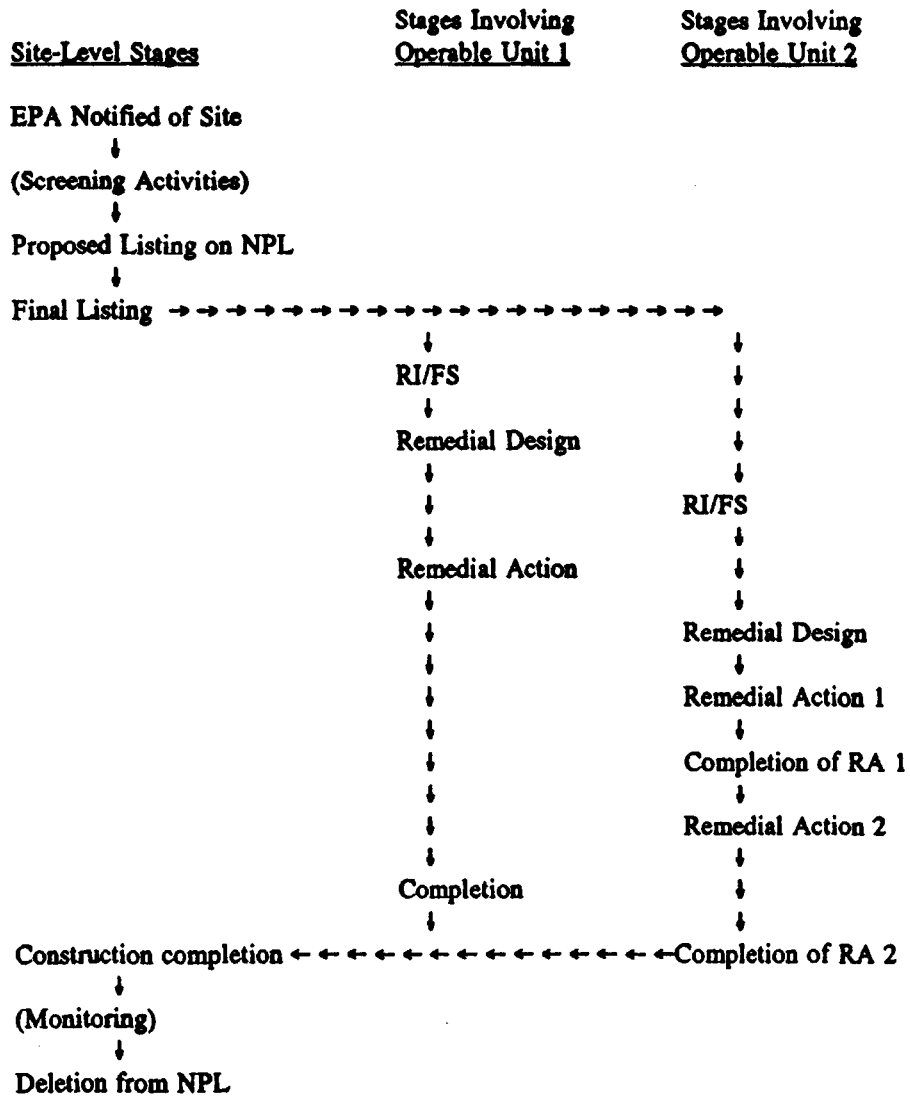 Stages Involving Stages Involving
Site-Level Stages Operable Unit 1 Operable Unit 2
EPA Notified of Site
↓
(Screening Activities)
↓
Proposed Listing on NPL
↓
Final Listing →→→→→→→→→→→→→→→→→→→→
↓ ↓
RI/FS ↓
↓ ↓
Remedial Design ↓
↓ ↓
↓ RI/FS
↓ ↓
Remedial Action ↓
↓ ↓
↓ Remedial Design
↓ ↓
↓ Remedial Action 1
↓ ↓
↓ Completion of RA 1
↓ ↓
↓ Remedial Action 2
↓ ↓
Completion ↓
↓ ↓
Construction completion ←←←←←←←←←←←←←← Completion of RA 2
↓
(Monitoring)
↓
Deletion from NPL